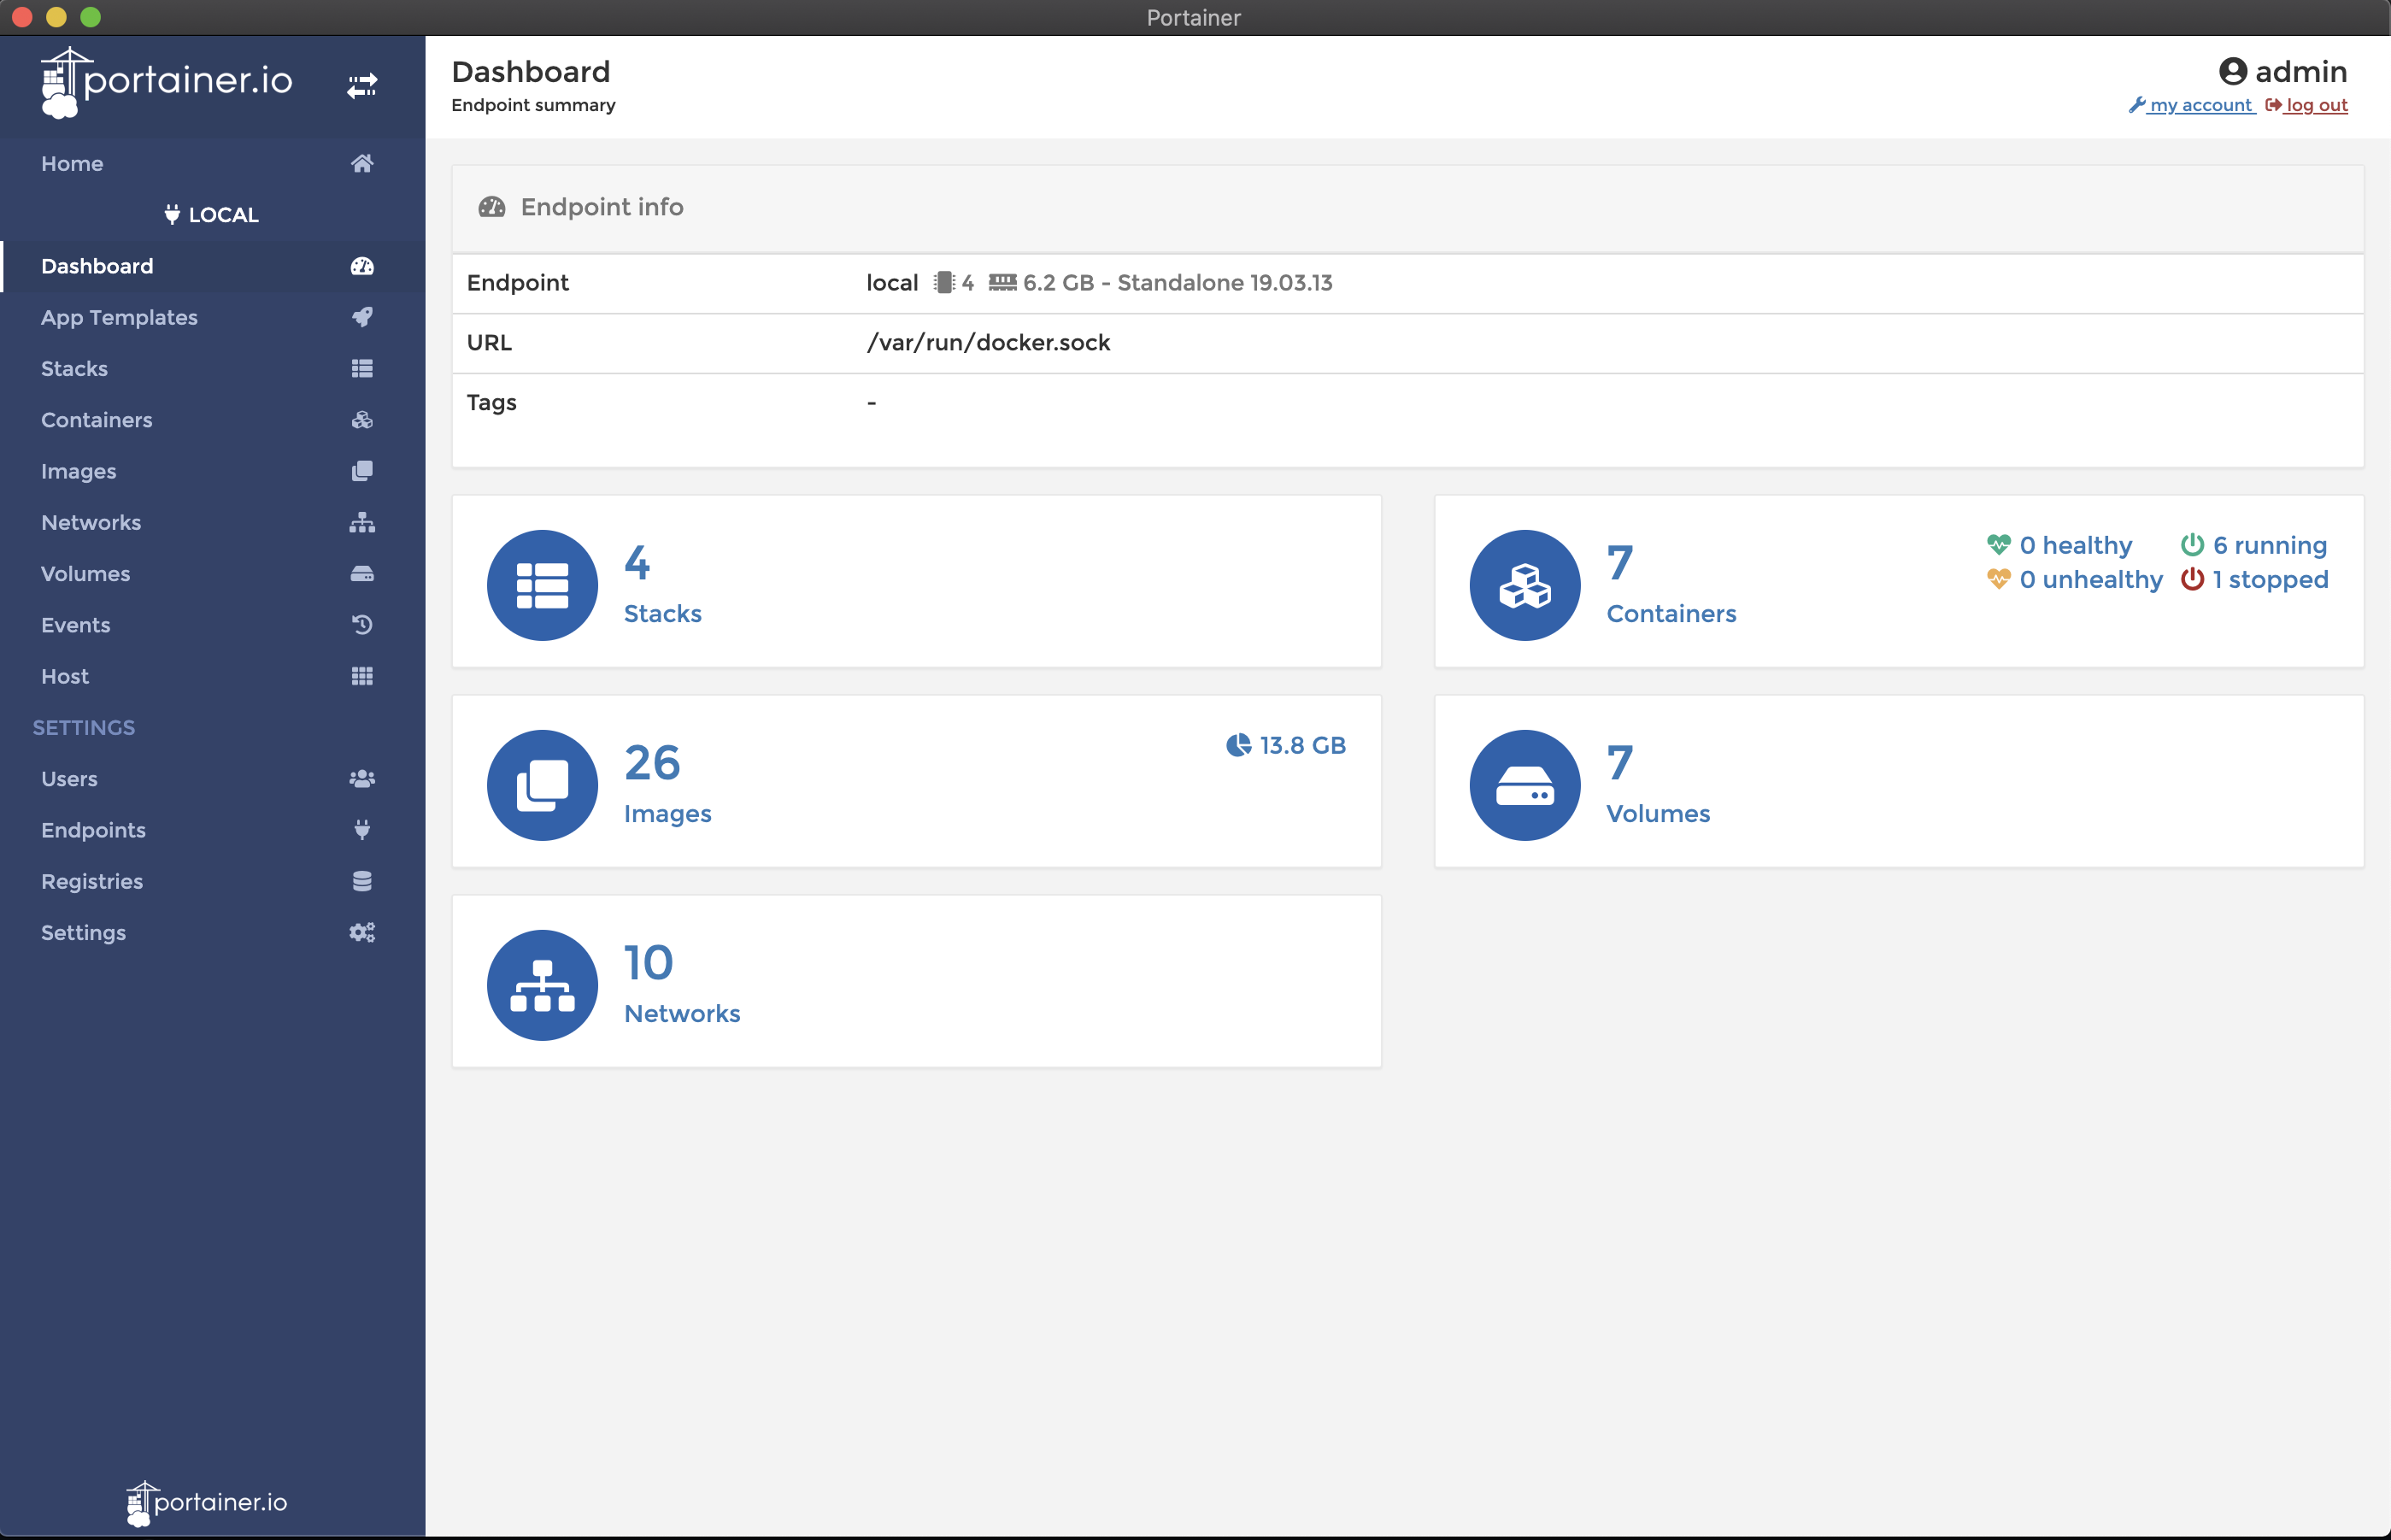 Portainer
portainer.io
Home
LOCAL
Dashboard
App Templates
Stacks
Containers
Images
Networks
Volumes
Events
Host
SETTINGS
Users
Endpoints
Registries
Settings
portainer.io
Dashboard
Endpoint summary
admin
my account log out
Endpoint info
Endpoint local 4 6.2 GB - Standalone 19.03.13
URL /var/run/docker.sock
Tags -
4
Stacks
7
Containers
0 healthy 6 running
0 unhealthy 1 stopped
26
Images
13.8 GB
7
Volumes
10
Networks